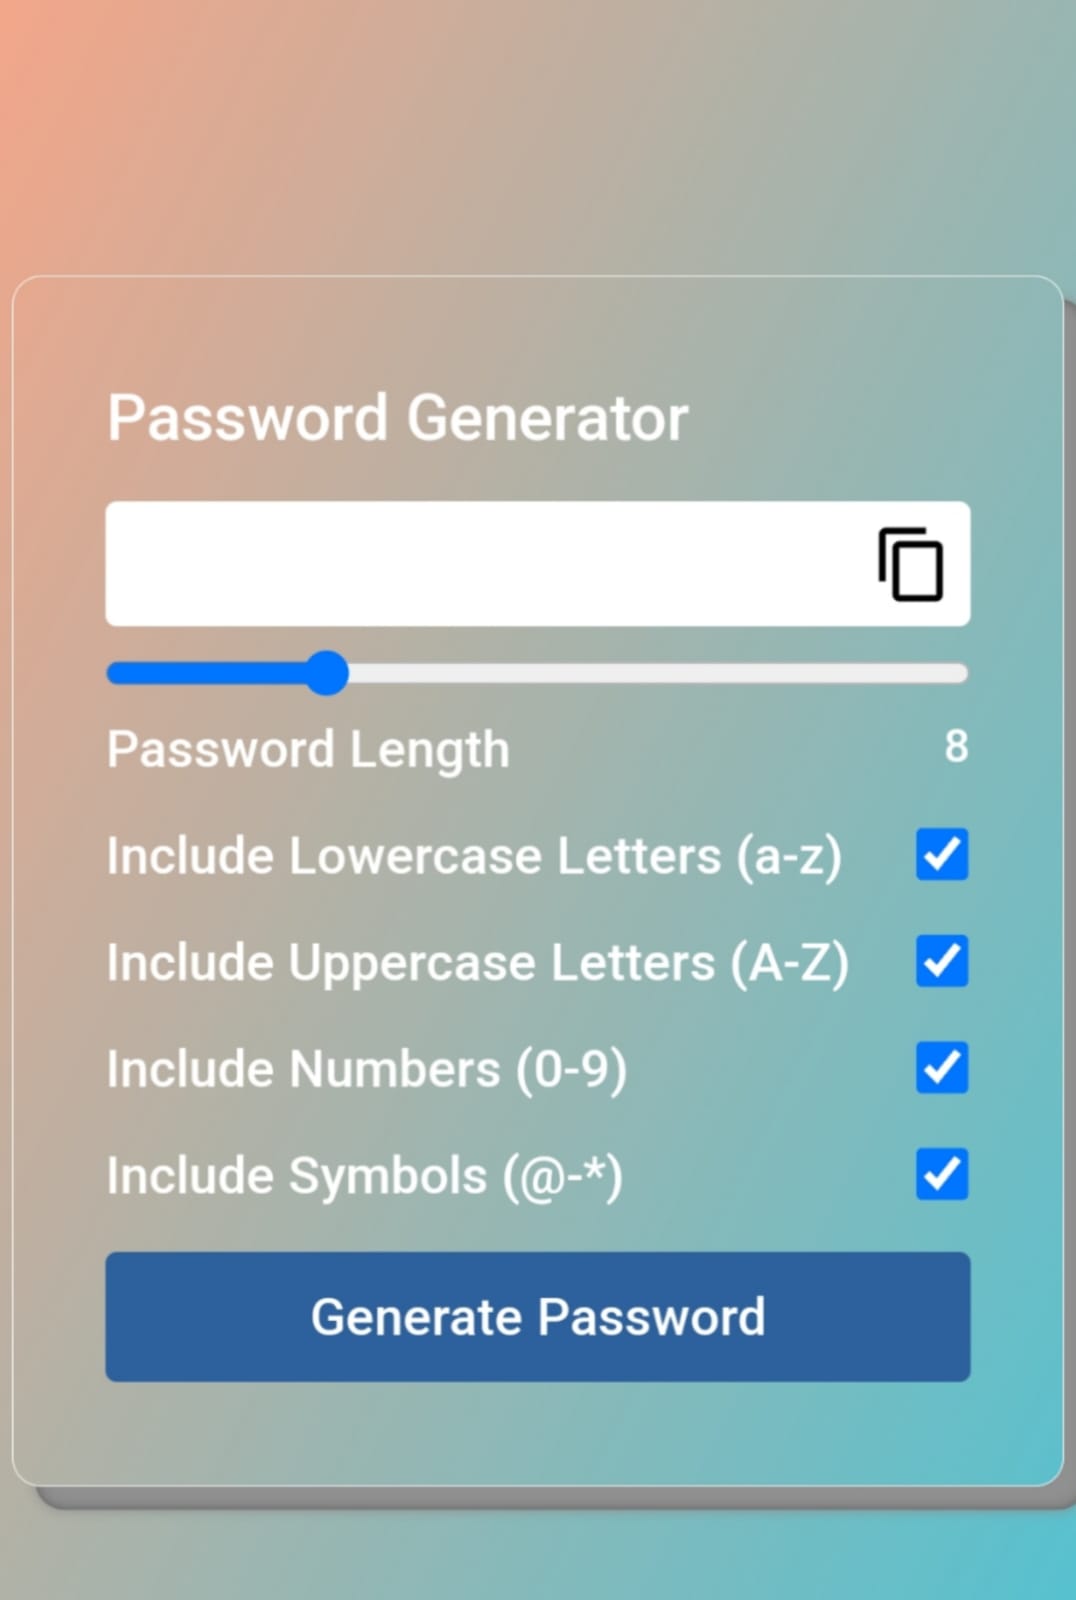 Password Generator
Password Length 8
Include Lowercase Letters (a-z)
Include Uppercase Letters (A-Z)
Include Numbers (0-9)
Include Symbols (@-*)
Generate Password